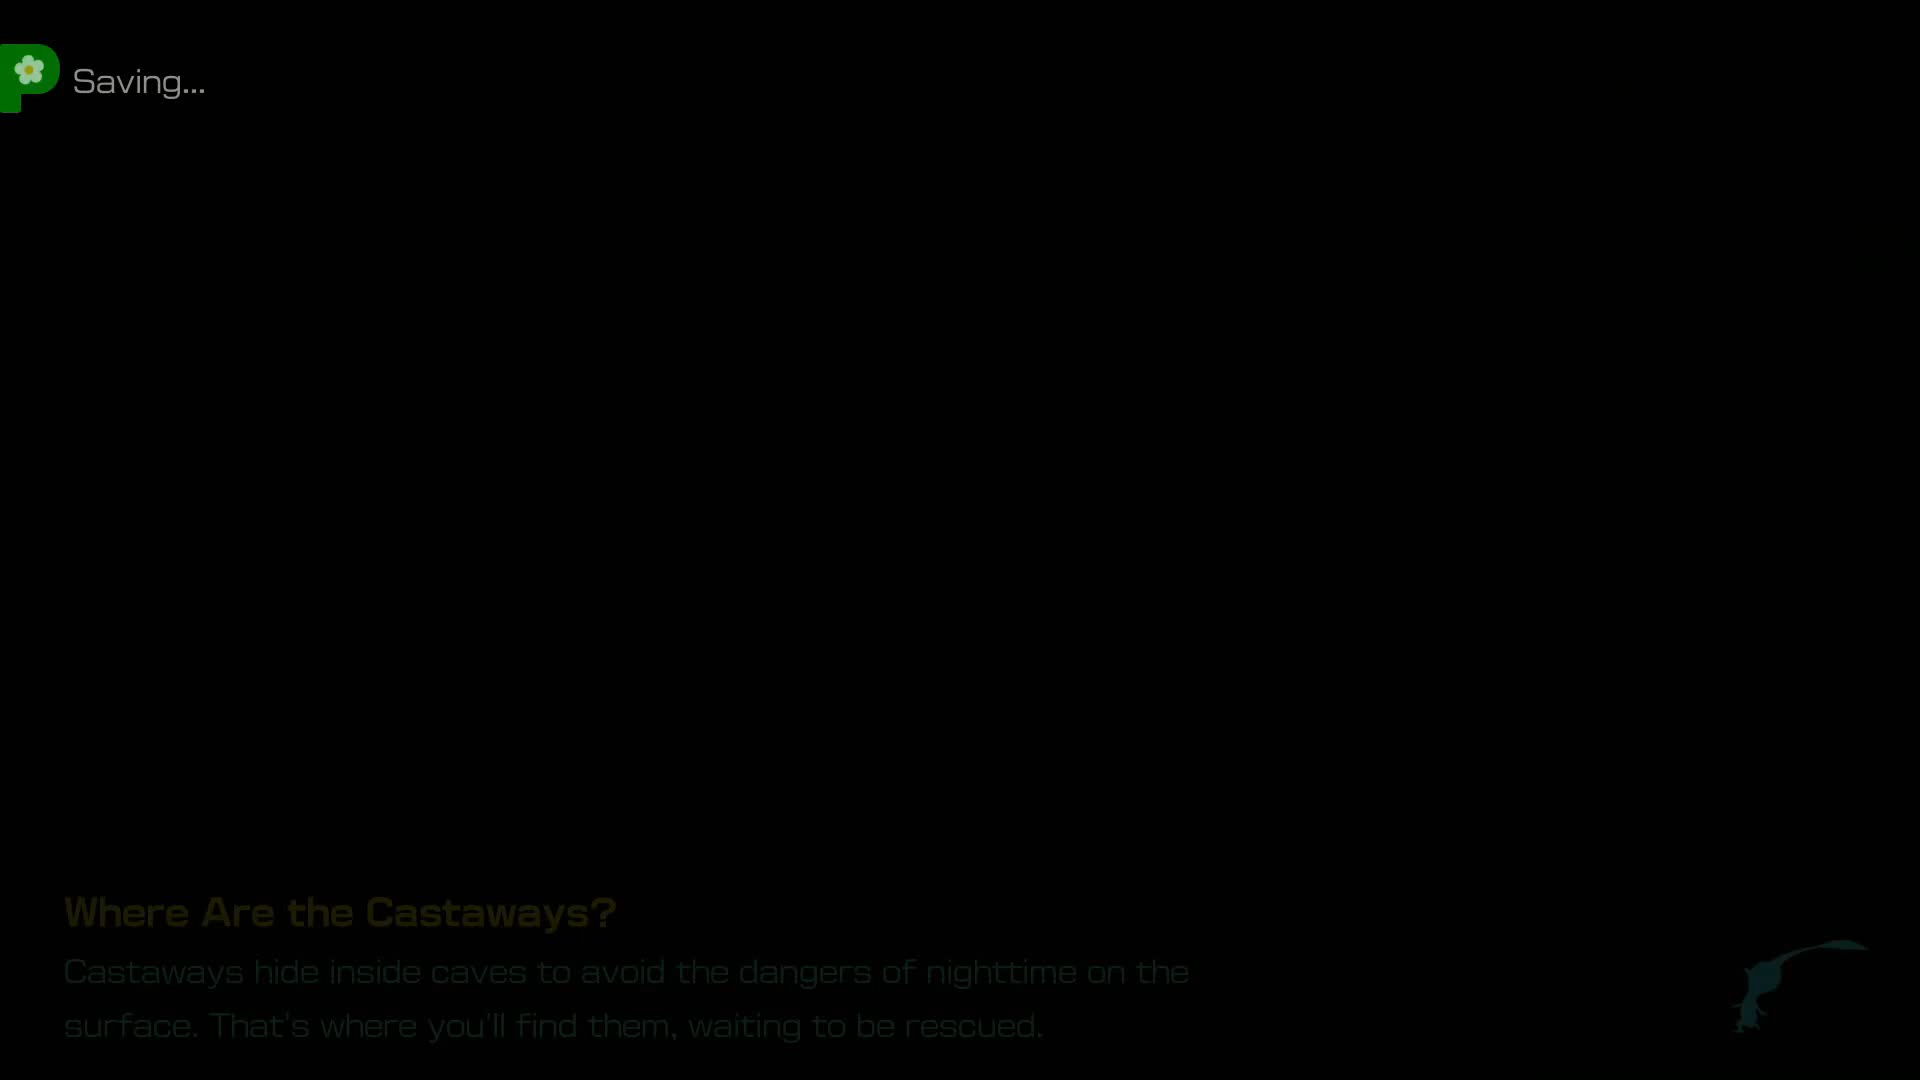 Saving...
Where Are the Castaways?
Castaways hide inside caves to avoid the dangers of nighttime on the
surface. That's where you'll find them, waiting to be rescued.